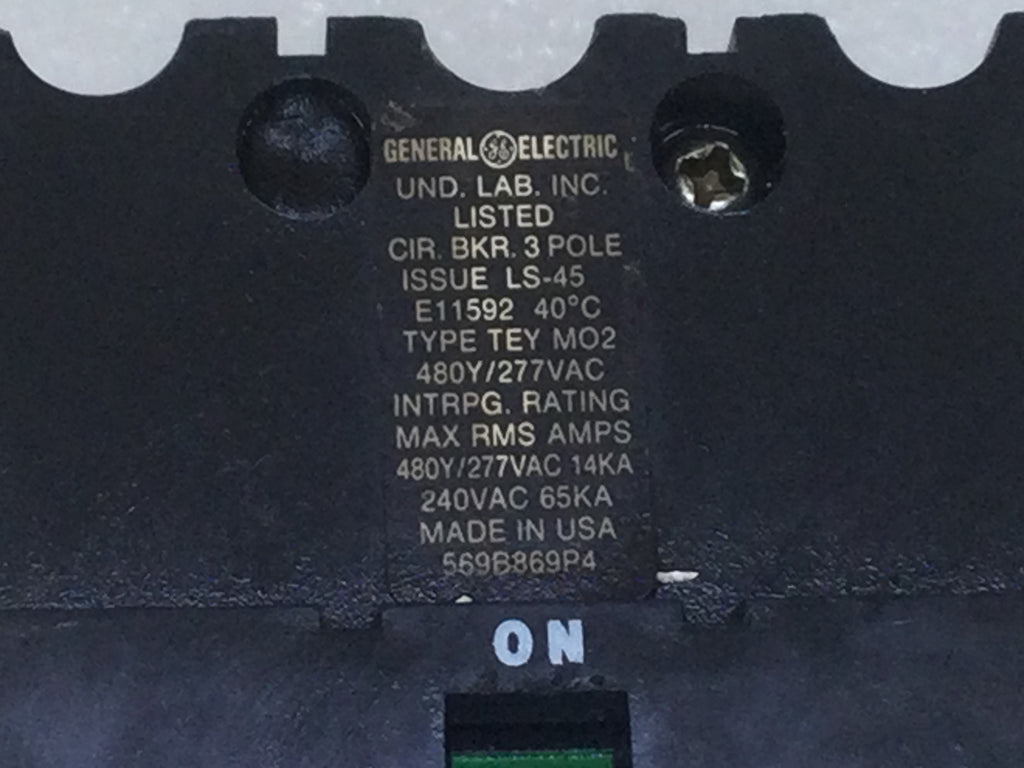 GENERAL GE ELECTRIC
UND. LAB. INC.
LISTED
CIR. BKR. 3 POLE
ISSUE LS-45
E11592 40°C
TYPE TEY MO2
480Y/277VAC
INTRPG. RATING
MAX RMS AMPS
480Y/277VAC 14KA
240VAC 65KA
MADE IN USA
569B869P4
ON